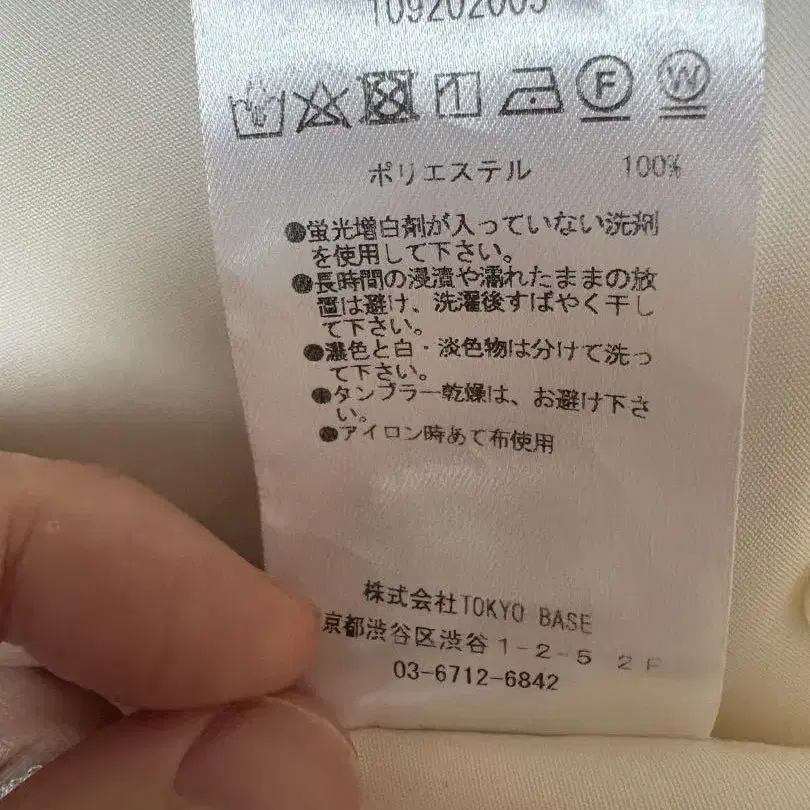 109202005
F W
ポリエステル 100%
●蛍光増白剤が入っていない洗剤
を使用して下さい。
●長時間の浸漬や濡れたままの放
置は避け、洗濯後すばやく干し
て下さい。
●濃色と白・淡色物は分けて洗っ
て下さい。
●タンブラー乾燥は、お避け下さ
い。
●アイロン時あて布使用
株式会社TOKYO BASE
京都渋谷区渋谷1-2-5 2F
03-6712-6842